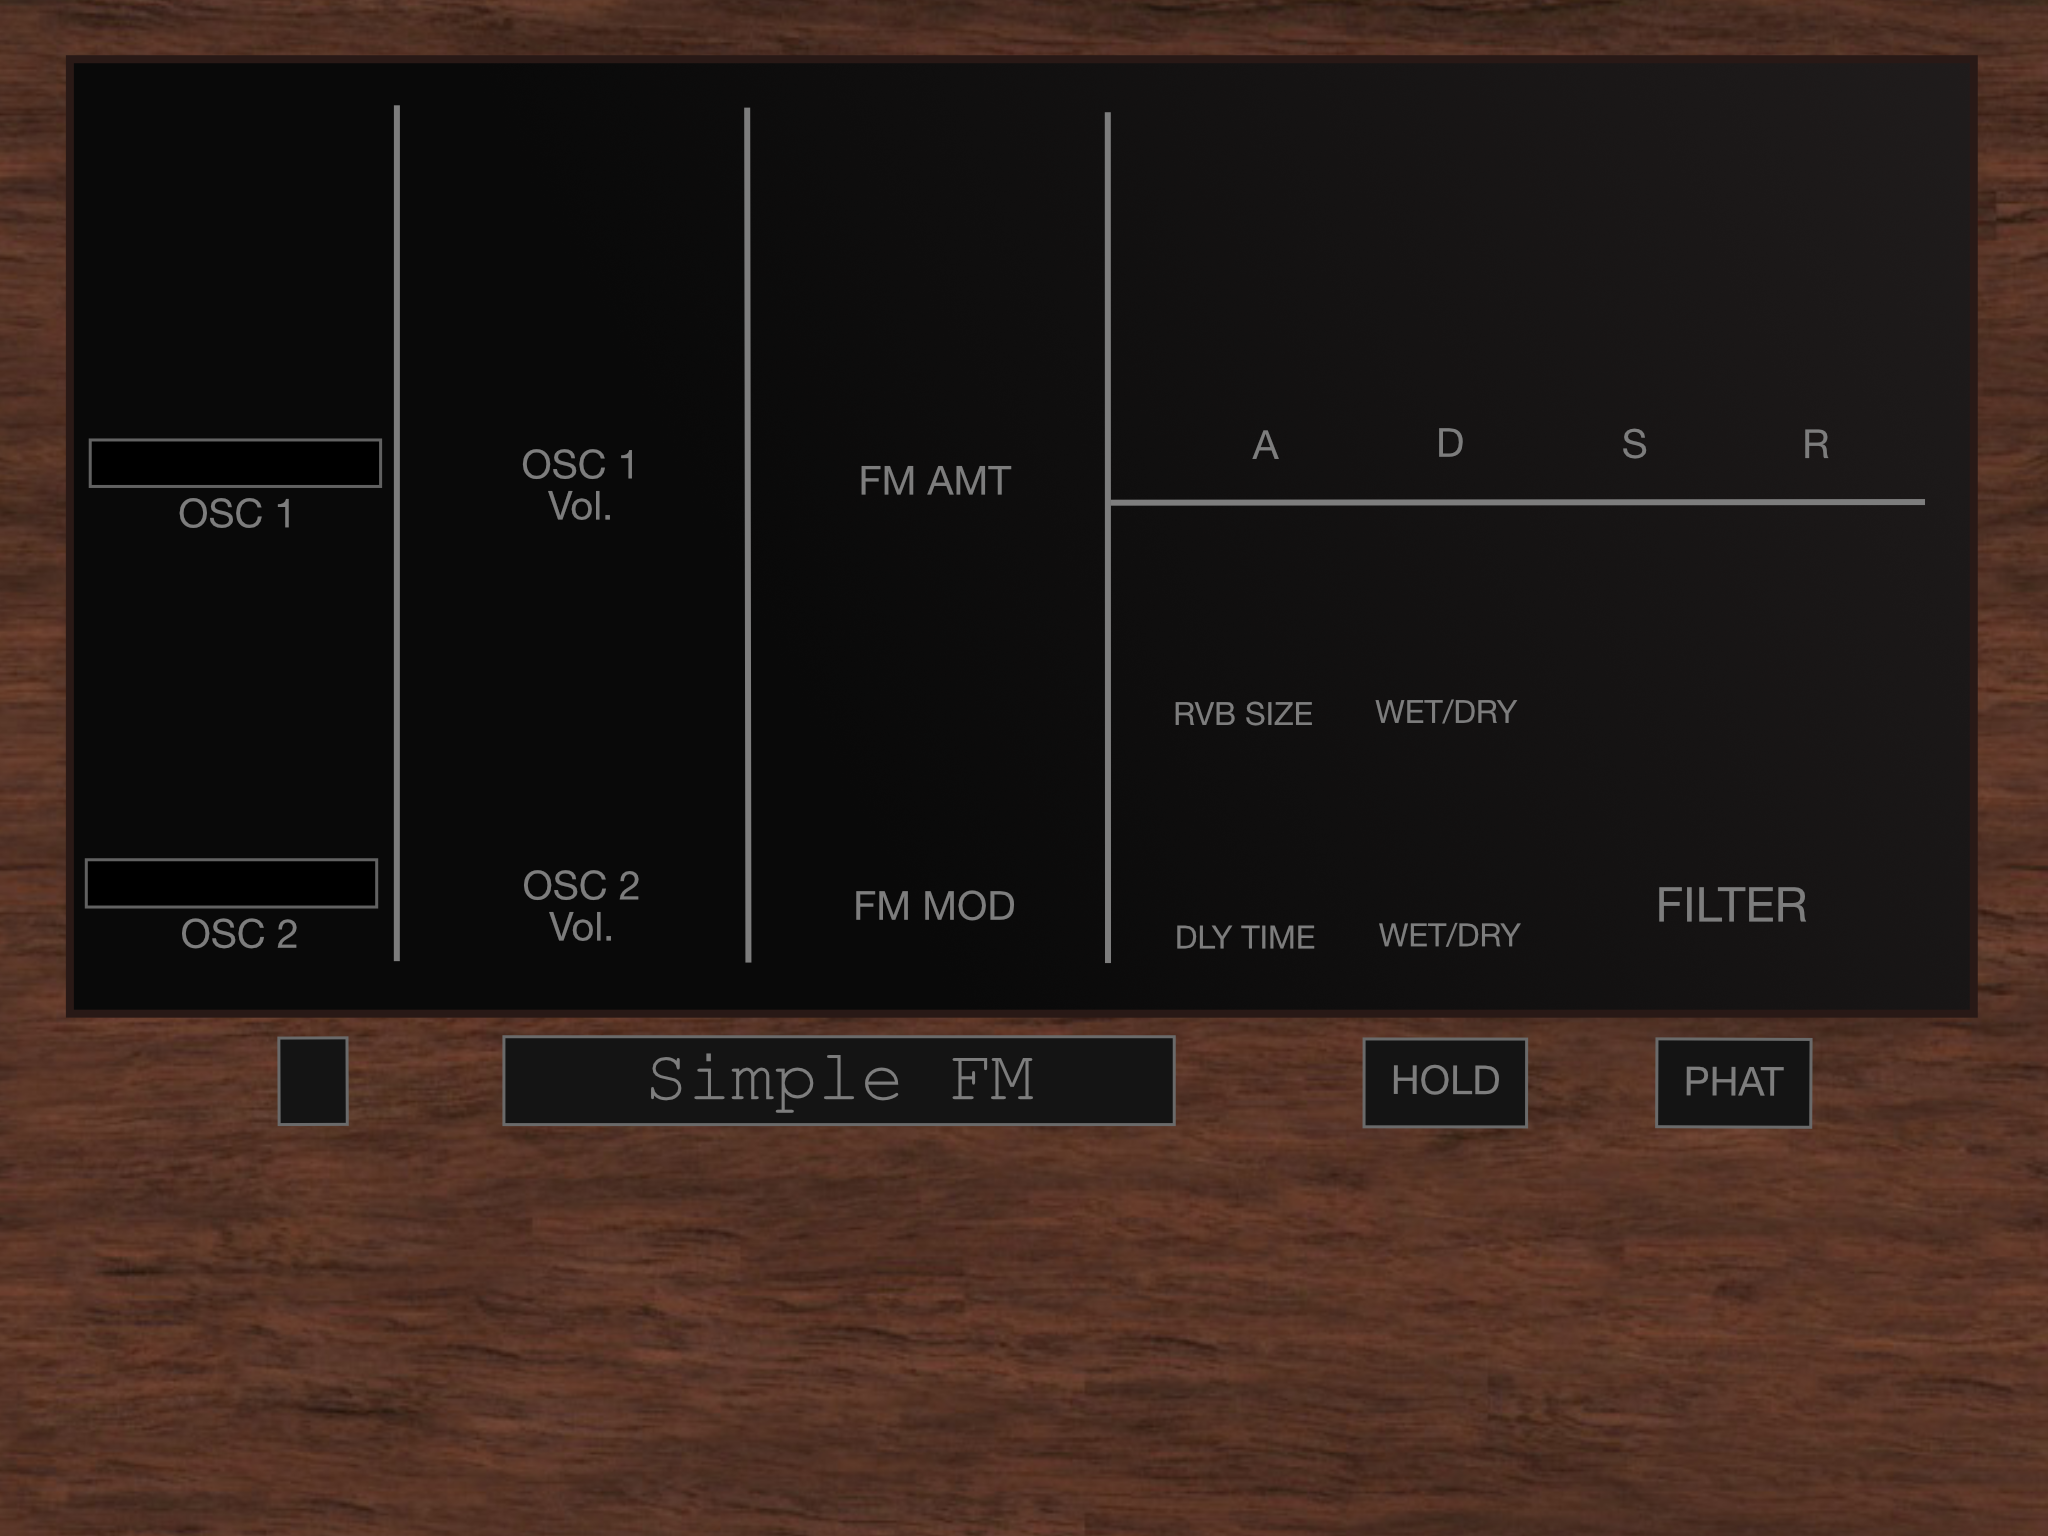 A D S R
OSC 1
Vol.
FM AMT
OSC 1
RVB SIZE WET/DRY
OSC 2
Vol.
FM MOD
FILTER
OSC 2
DLY TIME WET/DRY
Simple FM
HOLD
PHAT